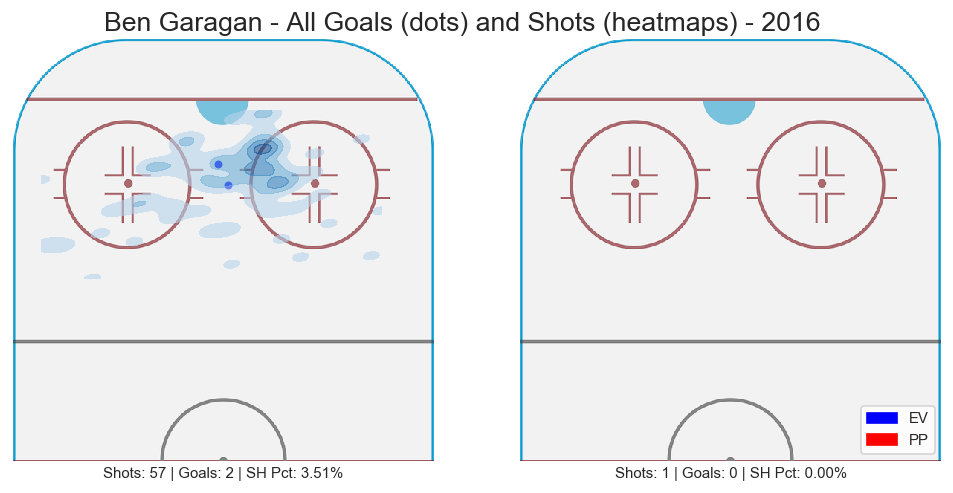 Ben Garagan - All Goals (dots) and Shots (heatmaps) - 2016
EV
PP
Shots: 57 | Goals: 2 | SH Pct: 3.51%
Shots: 1 | Goals: 0 | SH Pct: 0.00%